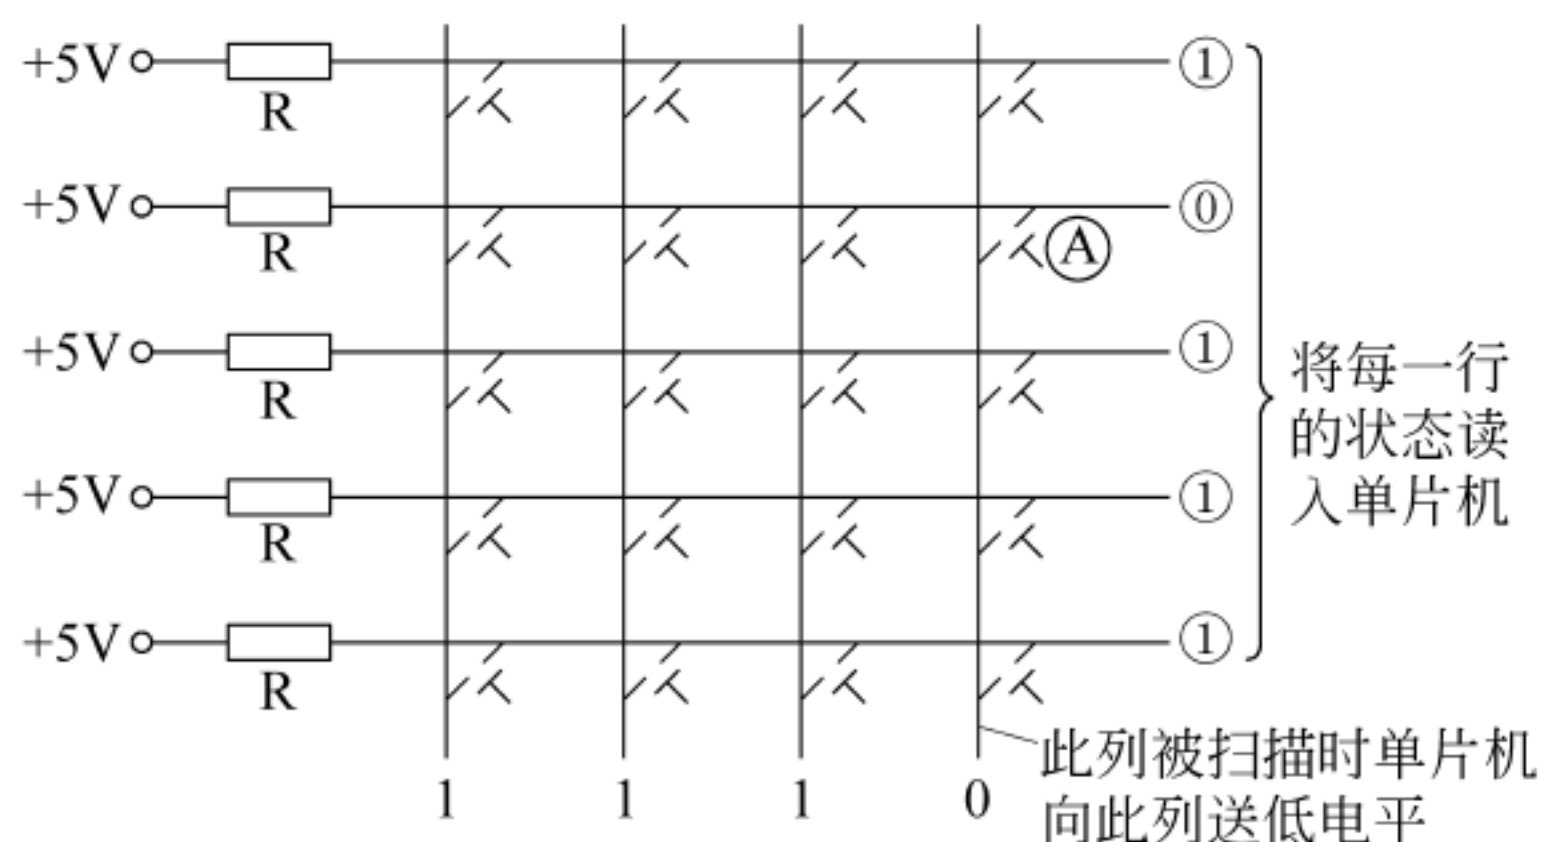 +5V
R
①
+5V
R
⓪
Ⓐ
+5V
R
①
将每一行
的状态读
入单片机
+5V
R
①
+5V
R
①
此列被扫描时单片机
向此列送低电平
1 1 1 0